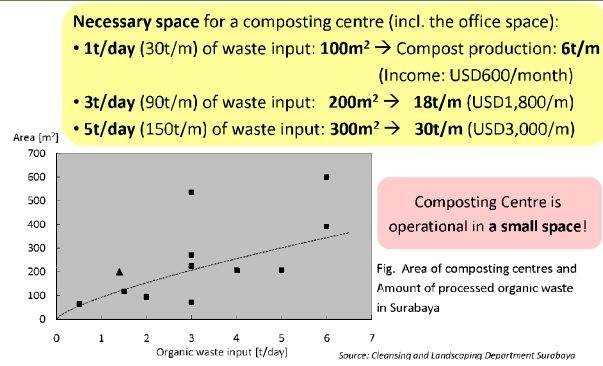 Necessary space for a composting centre (incl. the office space):
• 1t/day (30t/m) of waste input: 100m² → Compost production: 6t/m
(Income: USD600/month)
• 3t/day (90t/m) of waste input: 200m² → 18t/m (USD1,800/m)
• 5t/day (150t/m) of waste input: 300m² → 30t/m (USD3,000/m)
Area [m²]
700
600
500
400
300
200
100
0
0 1 2 3 4 5 6 7
Organic waste input [t/day]
Composting Centre is
operational in a small space!
Fig. Area of composting centres and
Amount of processed organic waste
in Surabaya
Source: Cleansing and Landscaping Department Surabaya